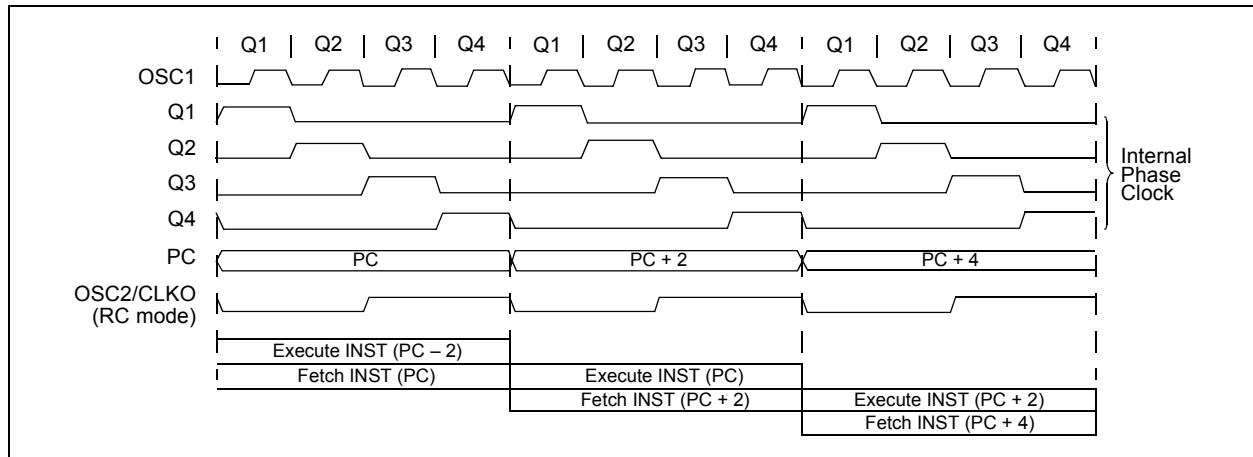 Q1 Q2 Q3 Q4 Q1 Q2 Q3 Q4 Q1 Q2 Q3 Q4
OSC1
Q1
Q2
Q3
Q4
Internal
Phase
Clock
PC PC PC + 2 PC + 4
OSC2/CLKO
(RC mode)
Execute INST (PC – 2)
Fetch INST (PC) Execute INST (PC)
Fetch INST (PC + 2) Execute INST (PC + 2)
Fetch INST (PC + 4)